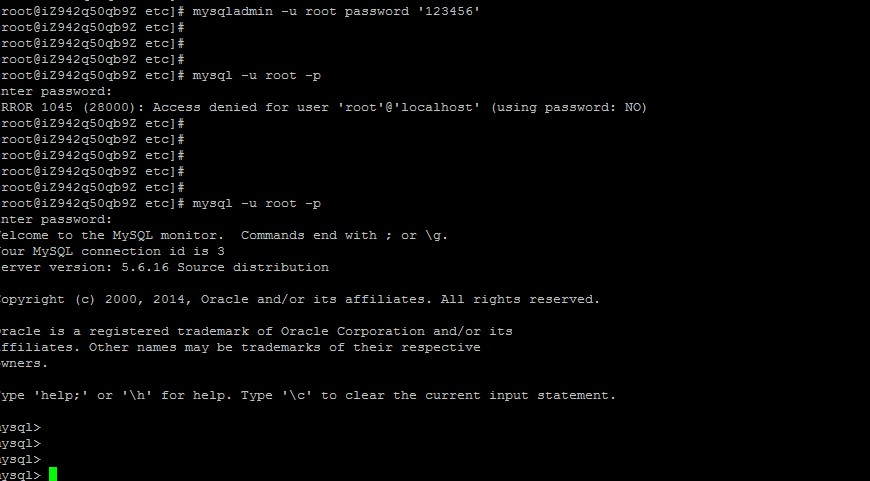 root@iZ942q50qb9Z etc]# mysqladmin -u root password '123456'
root@iZ942q50qb9Z etc]#
root@iZ942q50qb9Z etc]#
root@iZ942q50qb9Z etc]#
root@iZ942q50qb9Z etc]# mysql -u root -p
nter password:
RROR 1045 (28000): Access denied for user 'root'@'localhost' (using password: NO)
root@iZ942q50qb9Z etc]#
root@iZ942q50qb9Z etc]#
root@iZ942q50qb9Z etc]#
root@iZ942q50qb9Z etc]#
root@iZ942q50qb9Z etc]#
root@iZ942q50qb9Z etc]# mysql -u root -p
nter password:
elcome to the MySQL monitor.  Commands end with ; or \g.
our MySQL connection id is 3
erver version: 5.6.16 Source distribution
opyright (c) 2000, 2014, Oracle and/or its affiliates. All rights reserved.
racle is a registered trademark of Oracle Corporation and/or its
ffiliates. Other names may be trademarks of their respective
wners.
ype 'help;' or '\h' for help. Type '\c' to clear the current input statement.
ysql>
ysql>
ysql>
ysql>